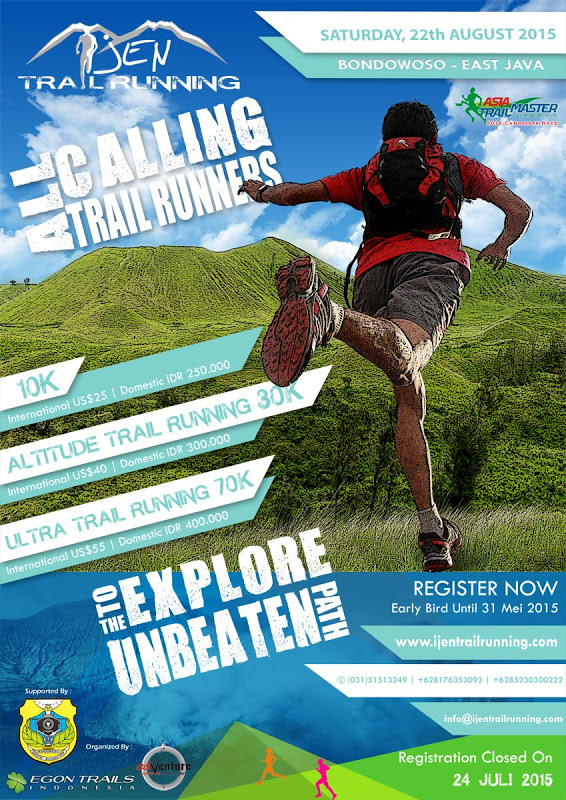 IJEN
TRAIL RUNNING
SATURDAY, 22th AUGUST 2015
BONDOWOSO - EAST JAVA
ASIA
TRAILMASTER
ALL CALLING
TRAIL RUNNERS
10K
International US$25 | Domestic IDR 250.000
ALTITUDE TRAIL RUNNING 30K
International US$40 | Domestic IDR 300.000
ULTRA TRAIL RUNNING 70K
International US$55 | Domestic IDR 400.000
TO EXPLORE
THE UNBEATEN PATH
REGISTER NOW
Early Bird Until 31 Mei 2015
www.ijentrailrunning.com
(031)51513249 | +628176353093 | +6285230300222
info@ijentrailrunning.com
Registration Closed On
24 JULI 2015
Supported By :
Organized By :
EGON TRAILS
INDONESIA